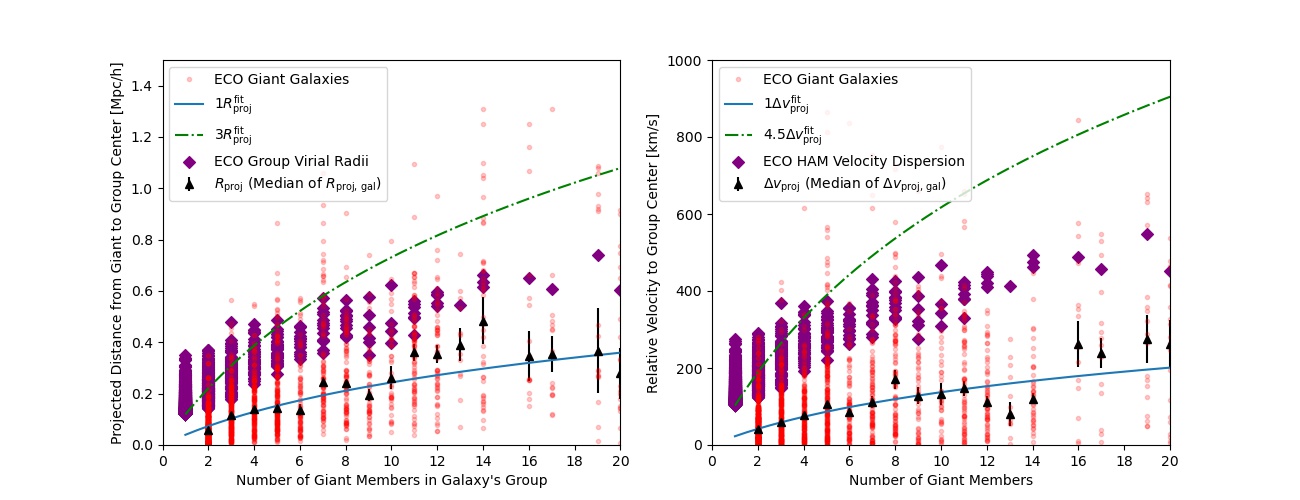 Projected Distance from Giant to Group Center [Mpc/h]
1.4
1.2
1.0
0.8
0.6
0.4
0.2
0.0
ECO Giant Galaxies
1R_proj^fit
3R_proj^fit
ECO Group Virial Radii
R_proj (Median of R_proj, gal)
0 2 4 6 8 10 12 14 16 18 20
Number of Giant Members in Galaxy's Group
Relative Velocity to Group Center [km/s]
1000
800
600
400
200
0
ECO Giant Galaxies
1Δv_proj^fit
4.5Δv_proj^fit
ECO HAM Velocity Dispersion
Δv_proj (Median of Δv_proj, gal)
0 2 4 6 8 10 12 14 16 18 20
Number of Giant Members